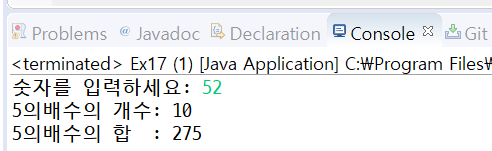 Problems @ Javadoc Declaration Console Git
<terminated> Ex17 (1) [Java Application] C:₩Program Files₩
숫자를 입력하세요: 52
5의배수의 개수: 10
5의배수의 합  : 275